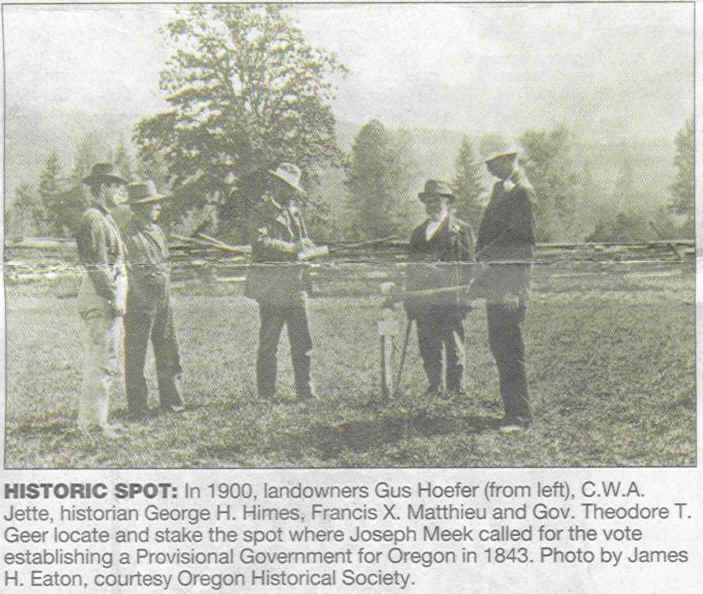 HISTORIC SPOT: In 1900, landowners Gus Hoefer (from left), C.W.A.
Jette, historian George H. Himes, Francis X. Matthieu and Gov. Theodore T.
Geer locate and stake the spot where Joseph Meek called for the vote
establishing a Provisional Government for Oregon in 1843. Photo by James
H. Eaton, courtesy Oregon Historical Society.